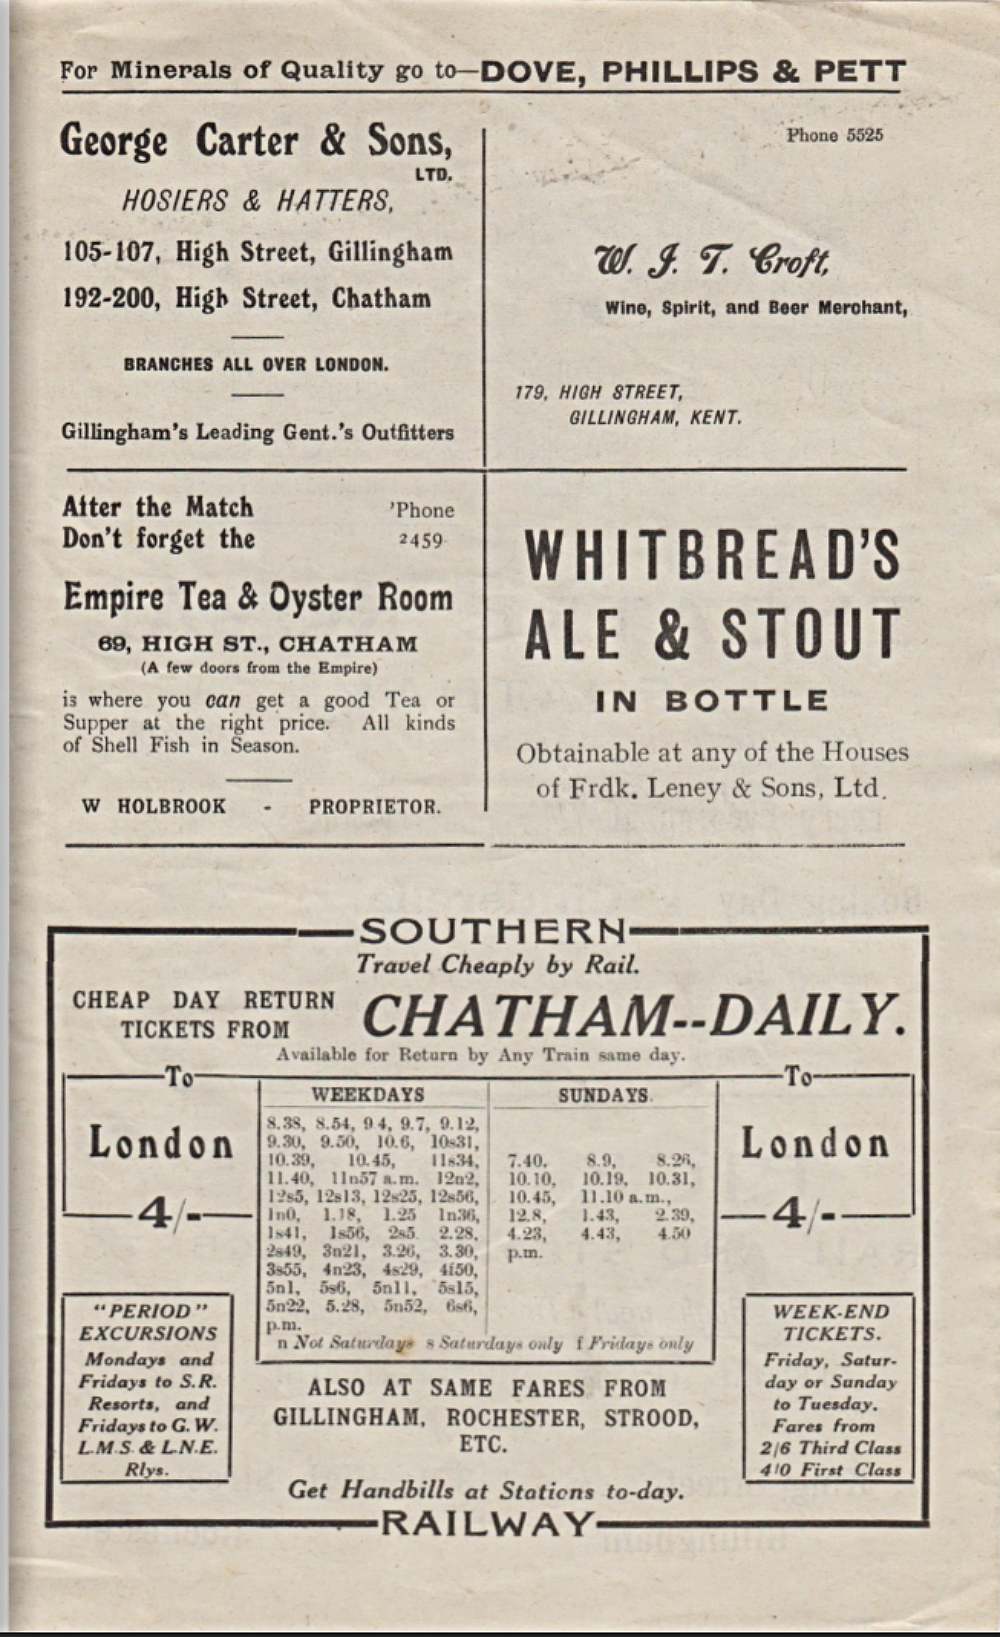 For Minerals of Quality go to—DOVE, PHILLIPS & PETT
George Carter & Sons,
LTD.
HOSIERS & HATTERS,
105-107, High Street, Gillingham
192-200, High Street, Chatham
BRANCHES ALL OVER LONDON.
Gillingham's Leading Gent.'s Outfitters
Phone 5525
W. J. T. Croft,
Wine, Spirit, and Beer Merchant,
179, HIGH STREET,
GILLINGHAM, KENT.
After the Match 'Phone
Don't forget the 2459
Empire Tea & Oyster Room
69, HIGH ST., CHATHAM
(A few doors from the Empire)
is where you can get a good Tea or
Supper at the right price. All kinds
of Shell Fish in Season.
W HOLBROOK - PROPRIETOR.
WHITBREAD'S
ALE & STOUT
IN BOTTLE
Obtainable at any of the Houses
of Frdk. Leney & Sons, Ltd.
SOUTHERN
Travel Cheaply by Rail.
CHEAP DAY RETURN
TICKETS FROM
CHATHAM--DAILY.
Available for Return by Any Train same day.
To
London
4/-
WEEKDAYS
8.38, 8.54, 9 4, 9.7, 9.12,
9.30, 9.50, 10.6, 10s31,
10.39, 10.45, 11s34,
11.40, 11n57 a.m. 12n2,
12s5, 12s13, 12s25, 12s56,
1n0, 1.18, 1.25 1n36,
1s41, 1s56, 2s5 2.28,
2s49, 3n21, 3.26, 3.30,
3s55, 4n23, 4s29, 4f50,
5n1, 5s6, 5n11, 5s15,
5n22, 5.28, 5n52, 6s6,
p.m.
SUNDAYS.
7.40, 8.9, 8.26,
10.10, 10.19, 10.31,
10.45, 11.10 a.m.,
12.8, 1.43, 2.39,
4.23, 4.43, 4.50
p.m.
n Not Saturdays s Saturdays only f Fridays only
To
London
4/-
"PERIOD"
EXCURSIONS
Mondays and
Fridays to S.R.
Resorts, and
Fridays to G.W.
L.M.S. & L.N.E.
Rlys.
ALSO AT SAME FARES FROM
GILLINGHAM, ROCHESTER, STROOD,
ETC.
Get Handbills at Stations to-day.
WEEK-END
TICKETS.
Friday, Satur-
day or Sunday
to Tuesday.
Fares from
2/6 Third Class
4/0 First Class
RAILWAY